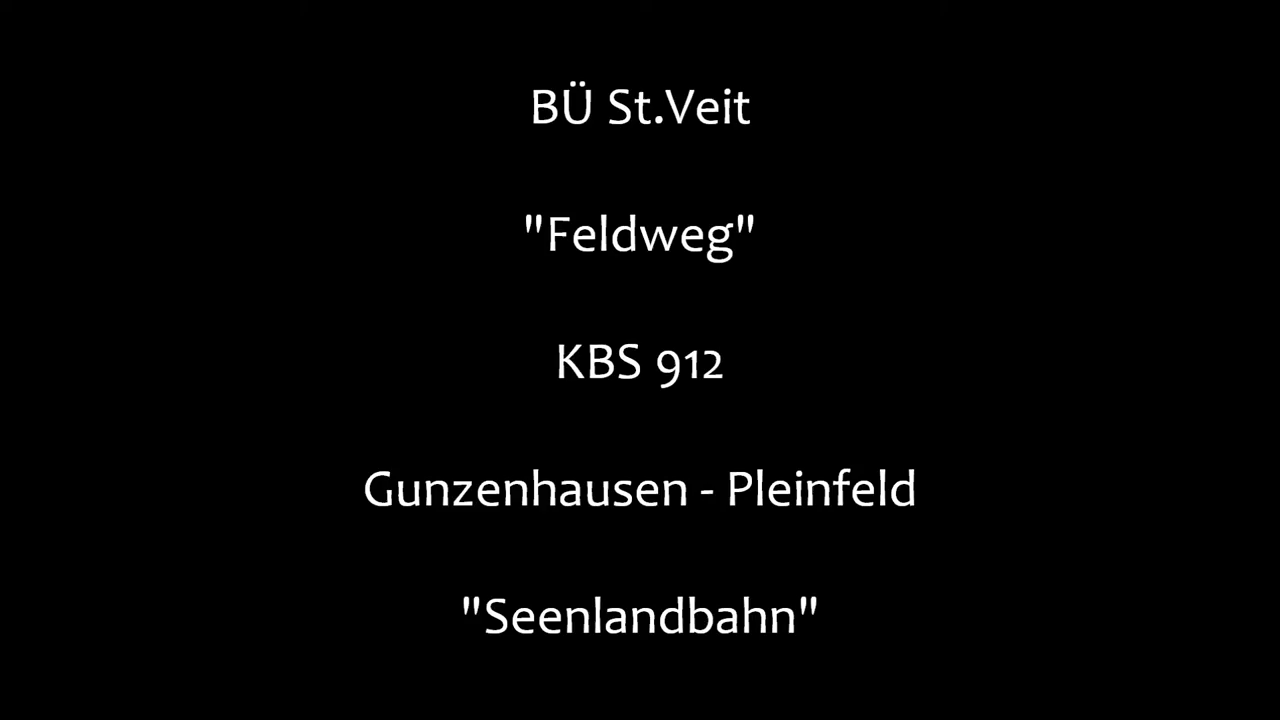 BÜ St.Veit
"Feldweg"
KBS 912
Gunzenhausen - Pleinfeld
"Seenlandbahn"